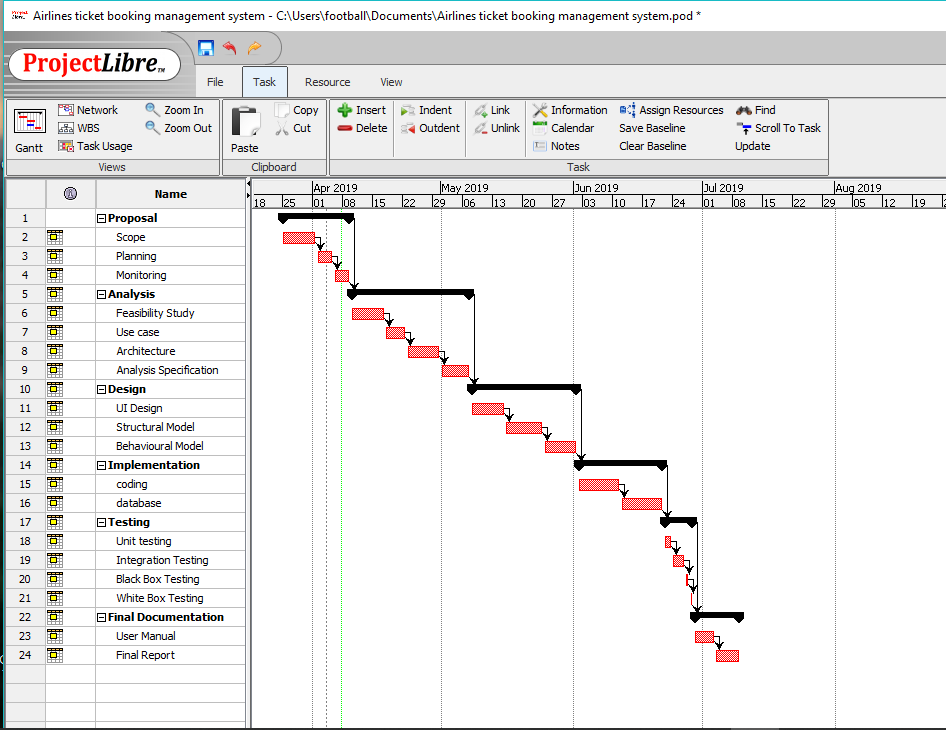 Airlines ticket booking management system - C:\Users\football\Documents\Airlines ticket booking management system.pod *
ProjectLibre™
File Task Resource View
Gantt
Network
WBS
Task Usage
Zoom In
Zoom Out
Views
Paste
Copy
Cut
Clipboard
Insert
Delete
Indent
Outdent
Link
Unlink
Information
Calendar
Notes
Assign Resources
Save Baseline
Clear Baseline
Find
Scroll To Task
Update
Task
Name
Apr 2019 May 2019 Jun 2019 Jul 2019 Aug 2019
18 25 01 08 15 22 29 06 13 20 27 03 10 17 24 01 08 15 22 29 05 12 19
1 Proposal
2 Scope
3 Planning
4 Monitoring
5 Analysis
6 Feasibility Study
7 Use case
8 Architecture
9 Analysis Specification
10 Design
11 UI Design
12 Structural Model
13 Behavioural Model
14 Implementation
15 coding
16 database
17 Testing
18 Unit testing
19 Integration Testing
20 Black Box Testing
21 White Box Testing
22 Final Documentation
23 User Manual
24 Final Report